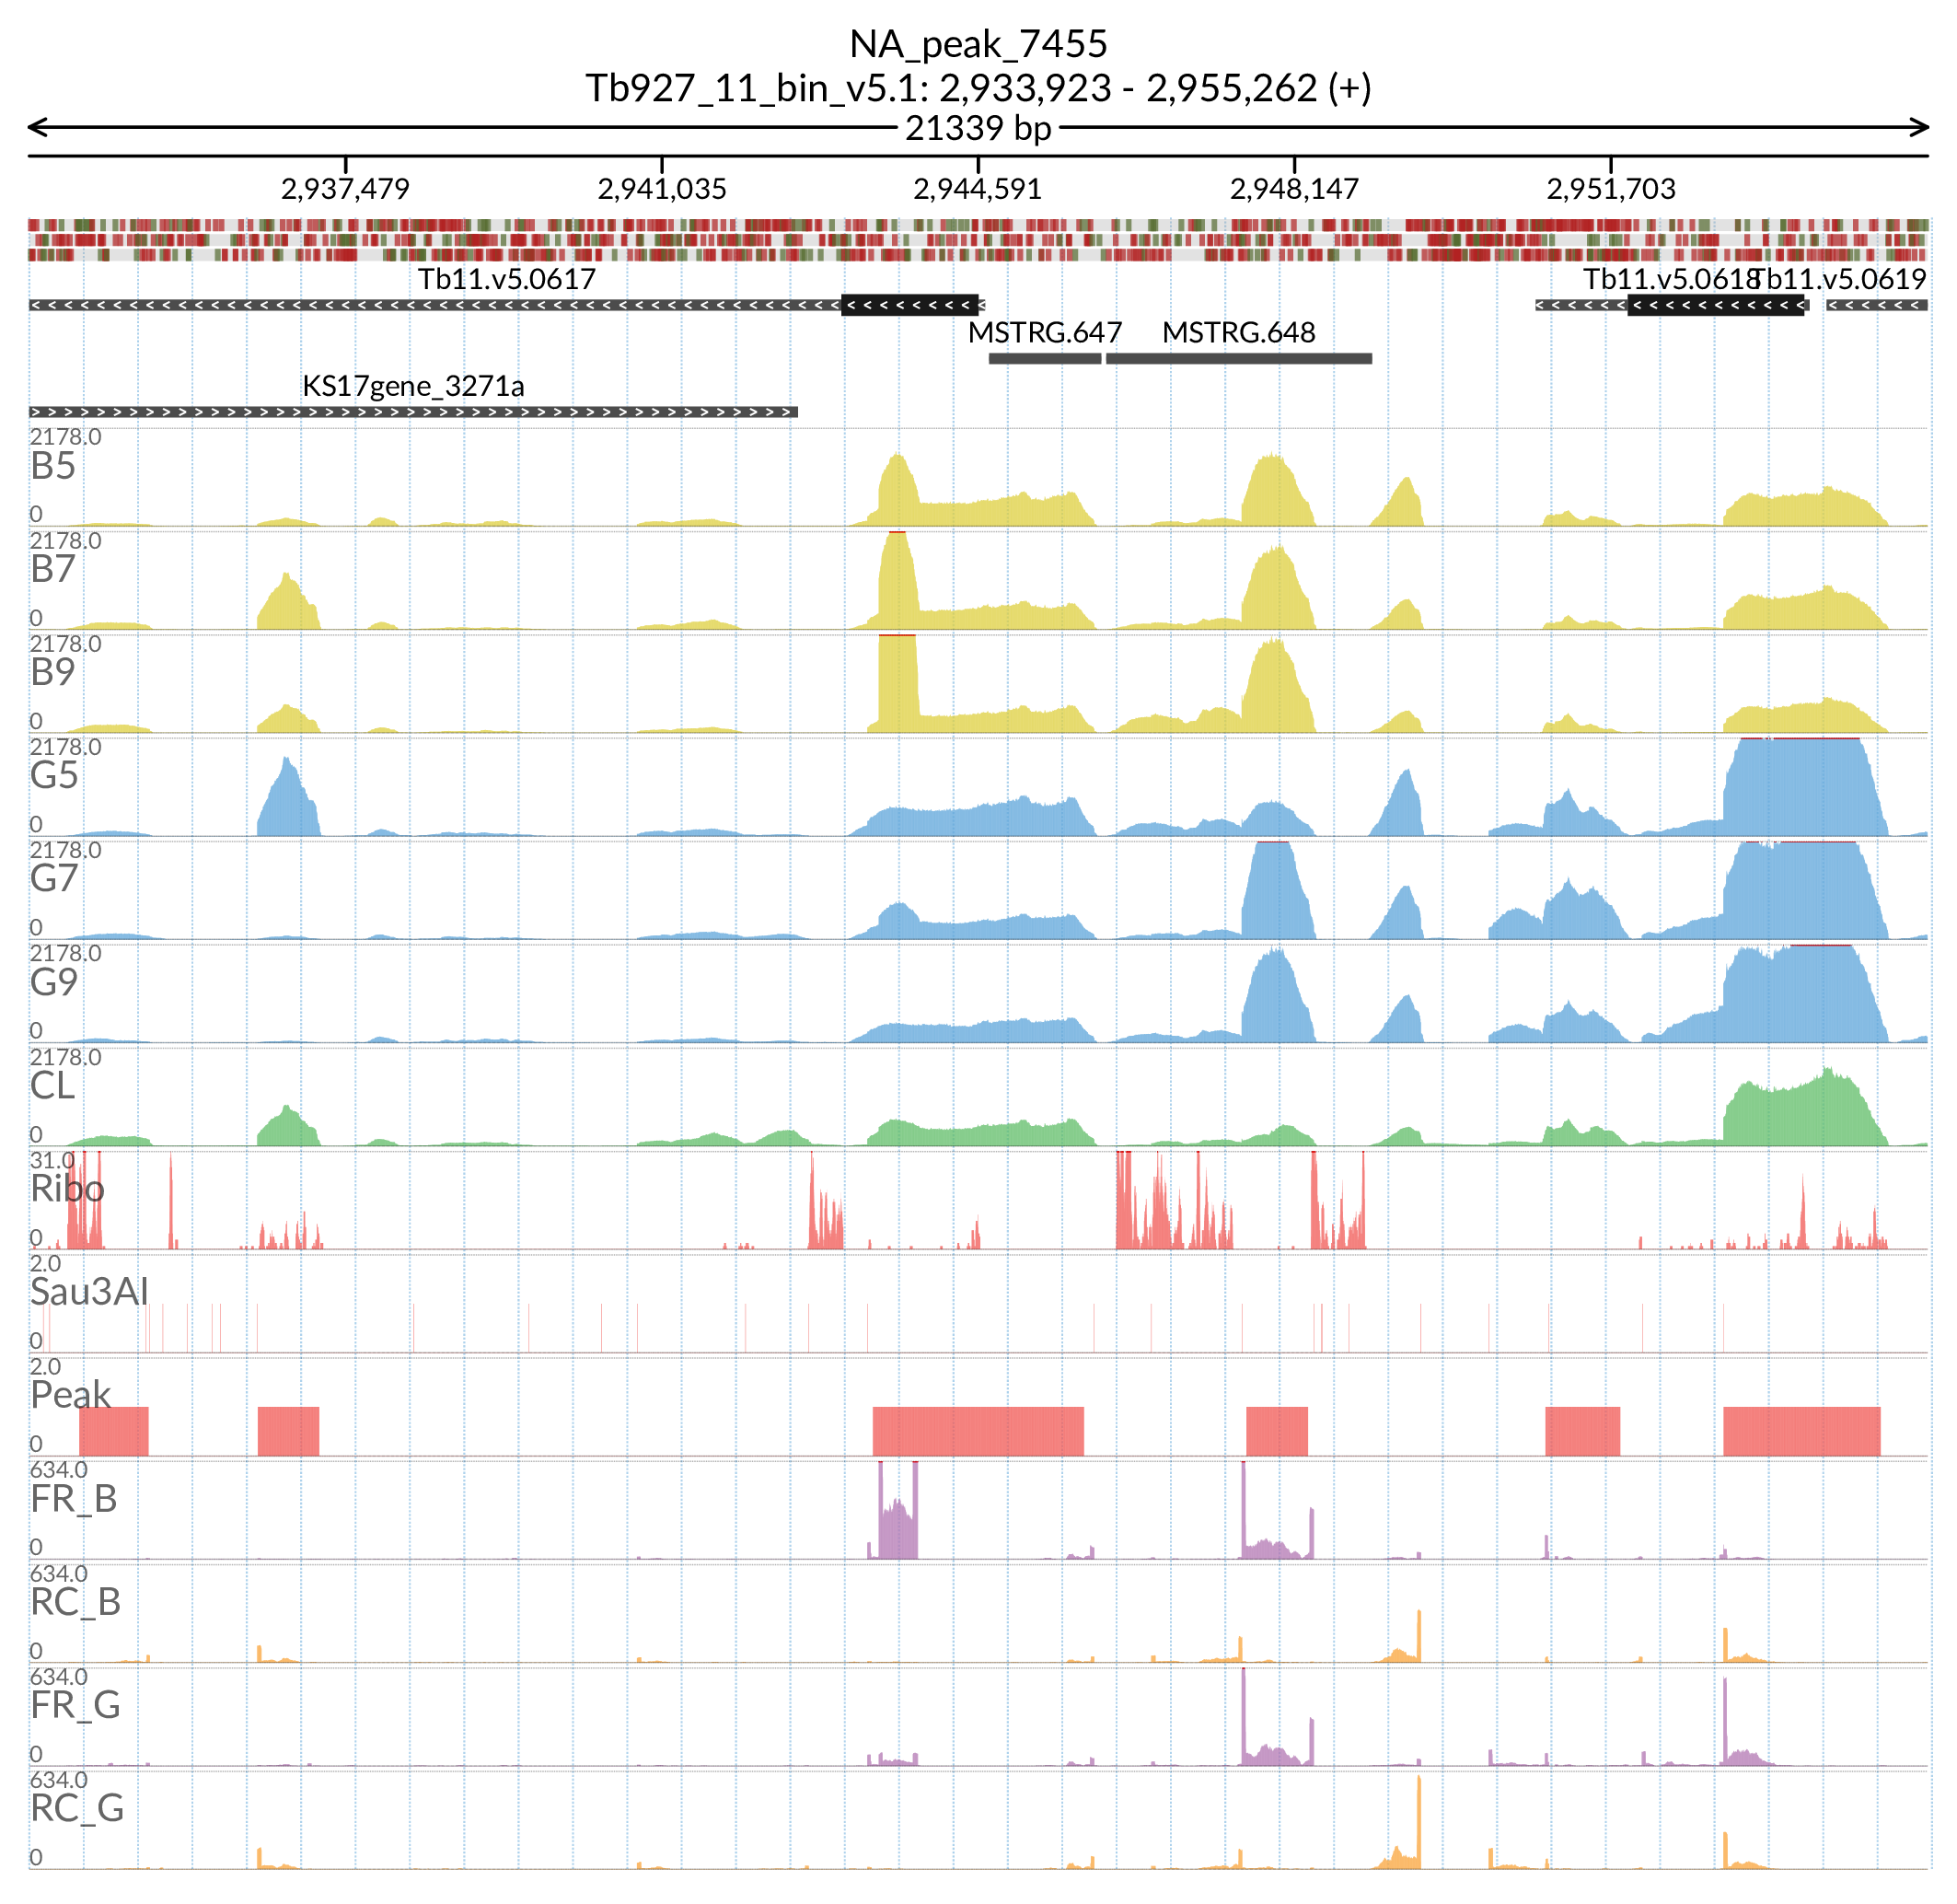 NA_peak_7455
Tb927_11_bin_v5.1: 2,933,923 - 2,955,262 (+)
21339 bp
2,937,479 2,941,035 2,944,591 2,948,147 2,951,703
Tb11.v5.0617 Tb11.v5.0618 Tb11.v5.0619
MSTRG.647 MSTRG.648
KS17gene_3271a
2178.0
B5
0
2178.0
B7
0
2178.0
B9
0
2178.0
G5
0
2178.0
G7
0
2178.0
G9
0
2178.0
CL
0
31.0
Ribo
0
2.0
Sau3AI
0
2.0
Peak
0
634.0
FR_B
0
634.0
RC_B
0
634.0
FR_G
0
634.0
RC_G
0